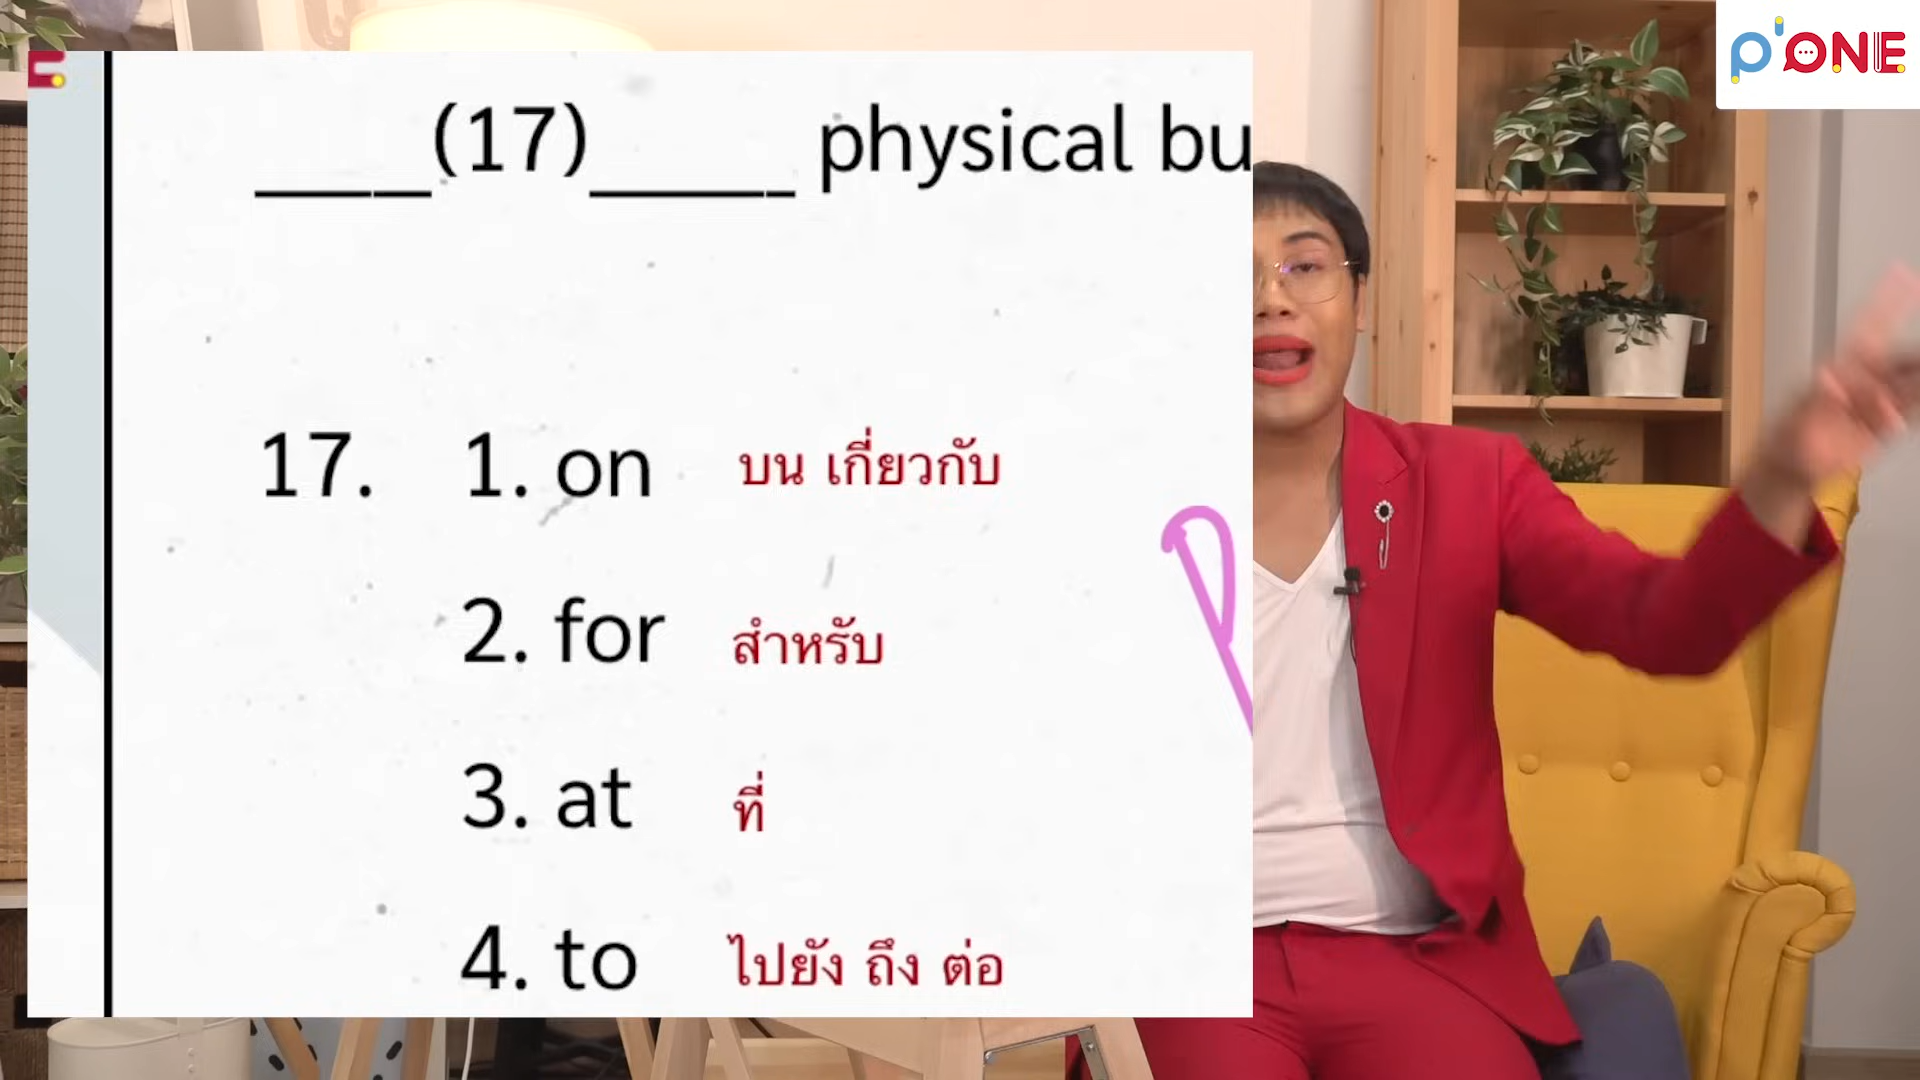 P'ONE
____(17)_____ physical bu
17. 1. on บน เกี่ยวกับ
2. for สำหรับ
3. at ที่
4. to ไปยัง ถึง ต่อ